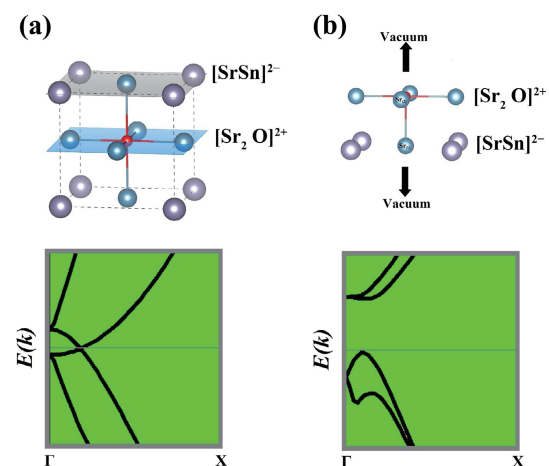 (a)
[SrSn]²⁻
[Sr₂ O]²⁺
E(k)
Γ
X
(b)
Vacuum
[Sr₂ O]²⁺
[SrSn]²⁻
Vacuum
E(k)
Γ
X